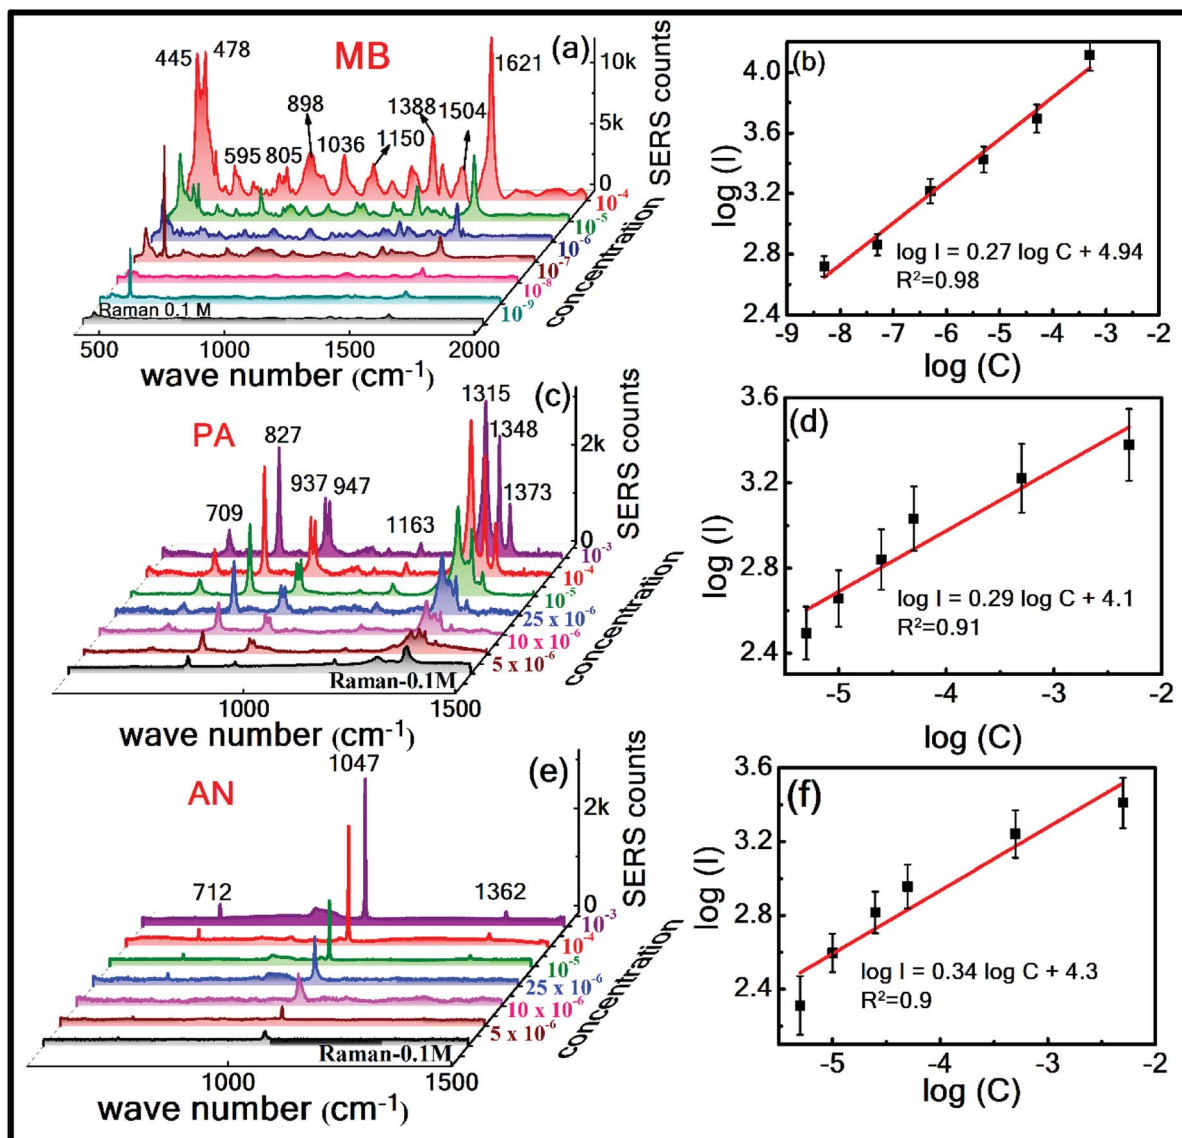 (a)
MB
445
478
595
805
898
1036
1150
1388
1504
1621
10k
5k
0
SERS counts
10⁻⁴
10⁻⁵
10⁻⁶
10⁻⁷
10⁻⁸
10⁻⁹
concentration
Raman 0.1 M
500 1000 1500 2000
wave number (cm⁻¹)
(b)
4.0
3.6
3.2
2.8
2.4
log (I)
log I = 0.27 log C + 4.94
R²=0.98
-9 -8 -7 -6 -5 -4 -3 -2
log (C)
(c)
PA
709
827
937
947
1163
1315
1348
1373
2k
0
SERS counts
10⁻³
10⁻⁴
10⁻⁵
25 x 10⁻⁶
10 x 10⁻⁶
5 x 10⁻⁶
concentration
Raman-0.1M
1000 1500
wave number (cm⁻¹)
(d)
3.6
3.2
2.8
2.4
log (I)
log I = 0.29 log C + 4.1
R²=0.91
-5 -4 -3 -2
log (C)
(e)
AN
712
1047
1362
2k
0
SERS counts
10⁻³
10⁻⁴
10⁻⁵
25 x 10⁻⁶
10 x 10⁻⁶
5 x 10⁻⁶
concentration
Raman-0.1M
1000 1500
wave number (cm⁻¹)
(f)
3.6
3.2
2.8
2.4
log (I)
log I = 0.34 log C + 4.3
R²=0.9
-5 -4 -3 -2
log (C)